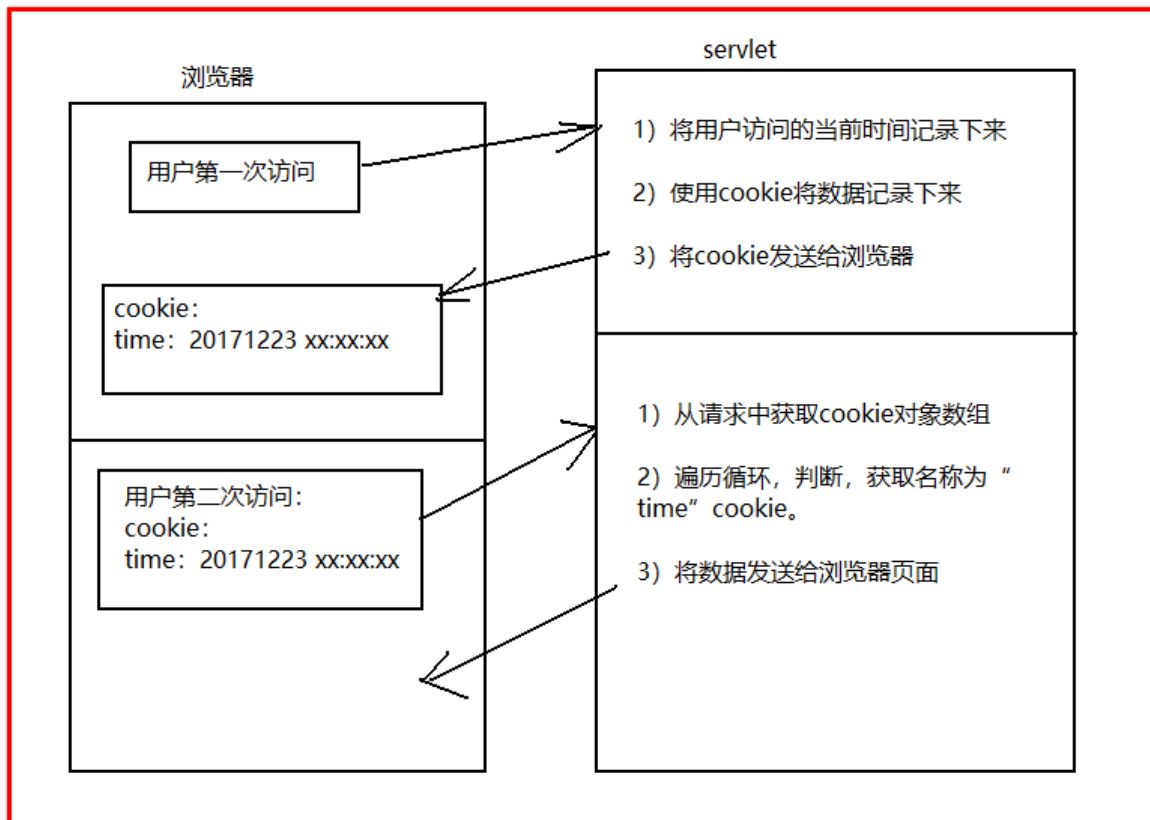 浏览器
用户第一次访问
cookie：
time：20171223 xx:xx:xx
用户第二次访问：
cookie：
time：20171223 xx:xx:xx
servlet
1）将用户访问的当前时间记录下来
2）使用cookie将数据记录下来
3）将cookie发送给浏览器
1）从请求中获取cookie对象数组
2）遍历循环，判断，获取名称为“
time”cookie。
3）将数据发送给浏览器页面